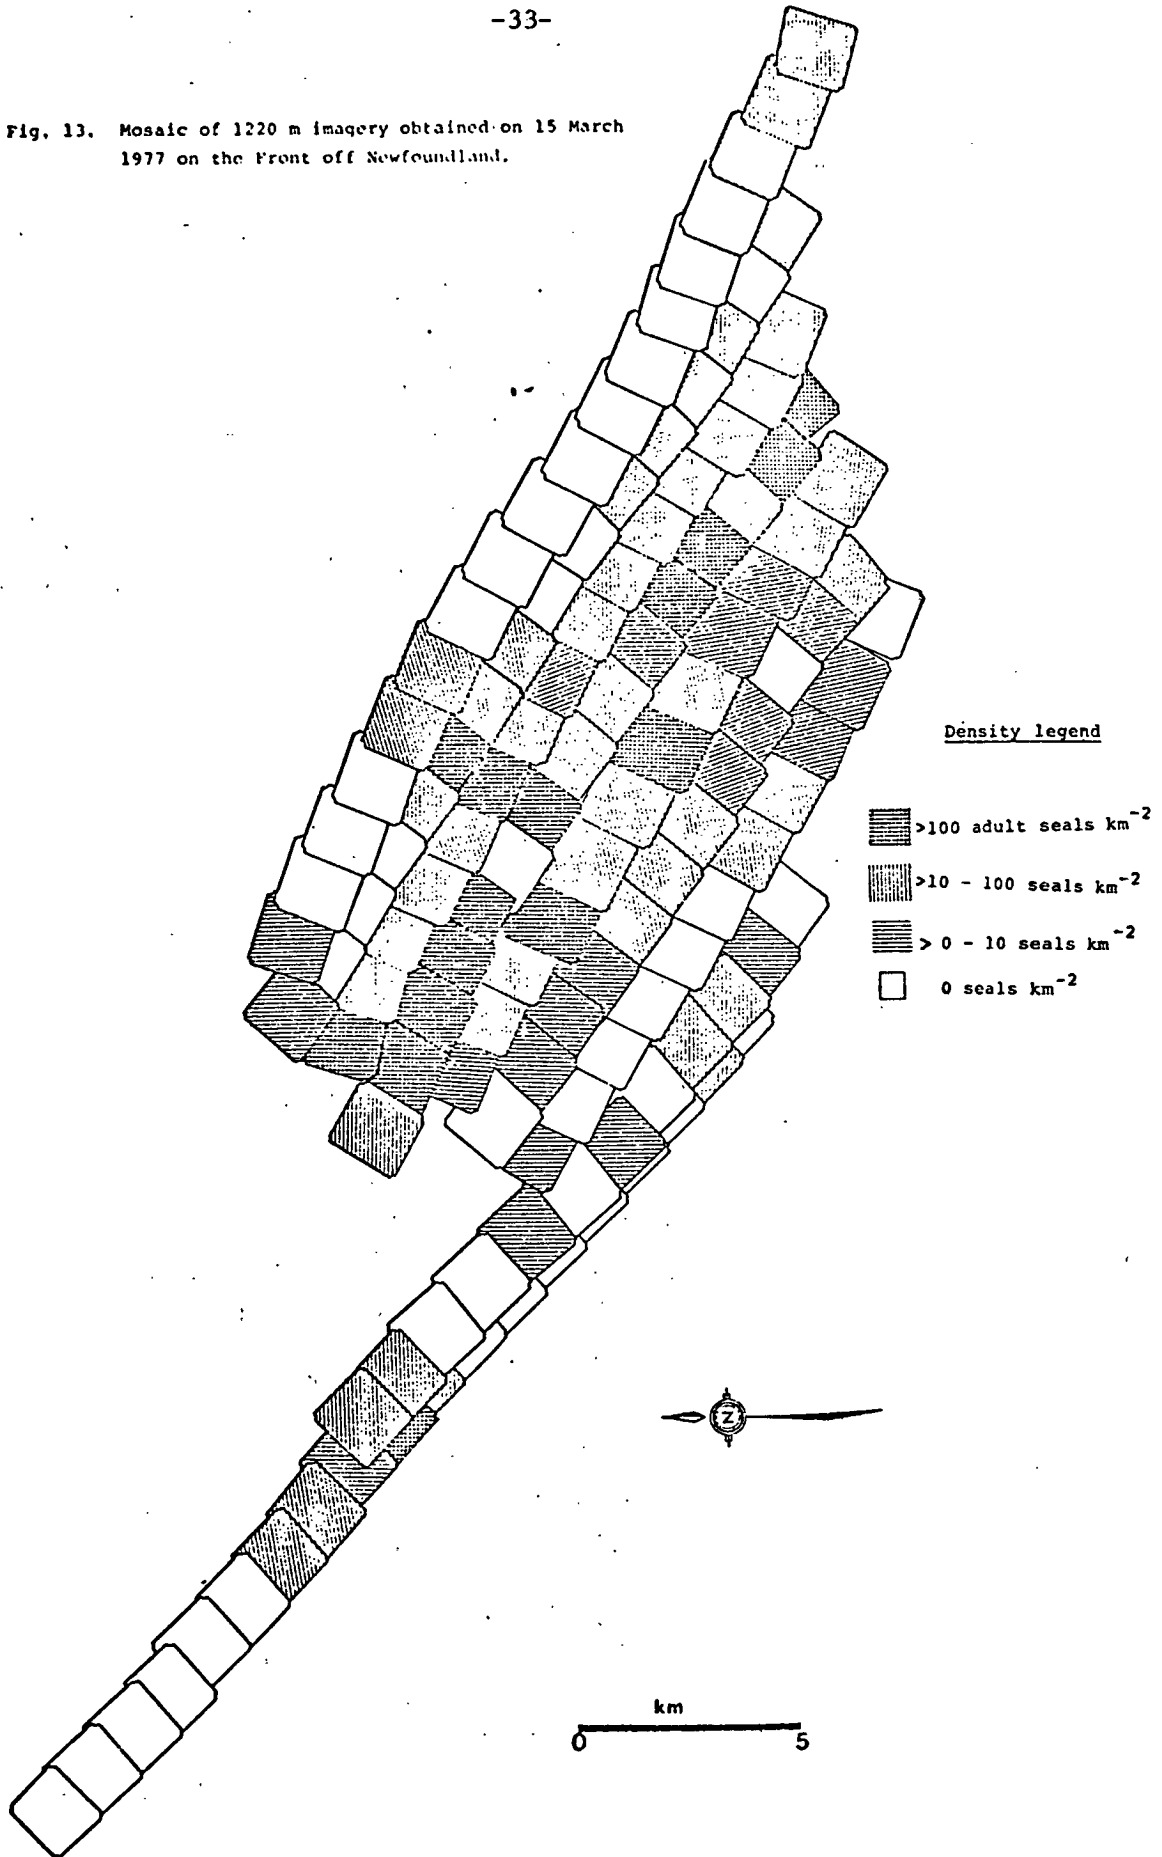 -33-
Fig. 13. Mosaic of 1220 m imagery obtained on 15 March
1977 on the Front off Newfoundland.
Density legend
>100 adult seals km⁻²
>10 - 100 seals km⁻²
> 0 - 10 seals km⁻²
0 seals km⁻²
Z
km
0 5